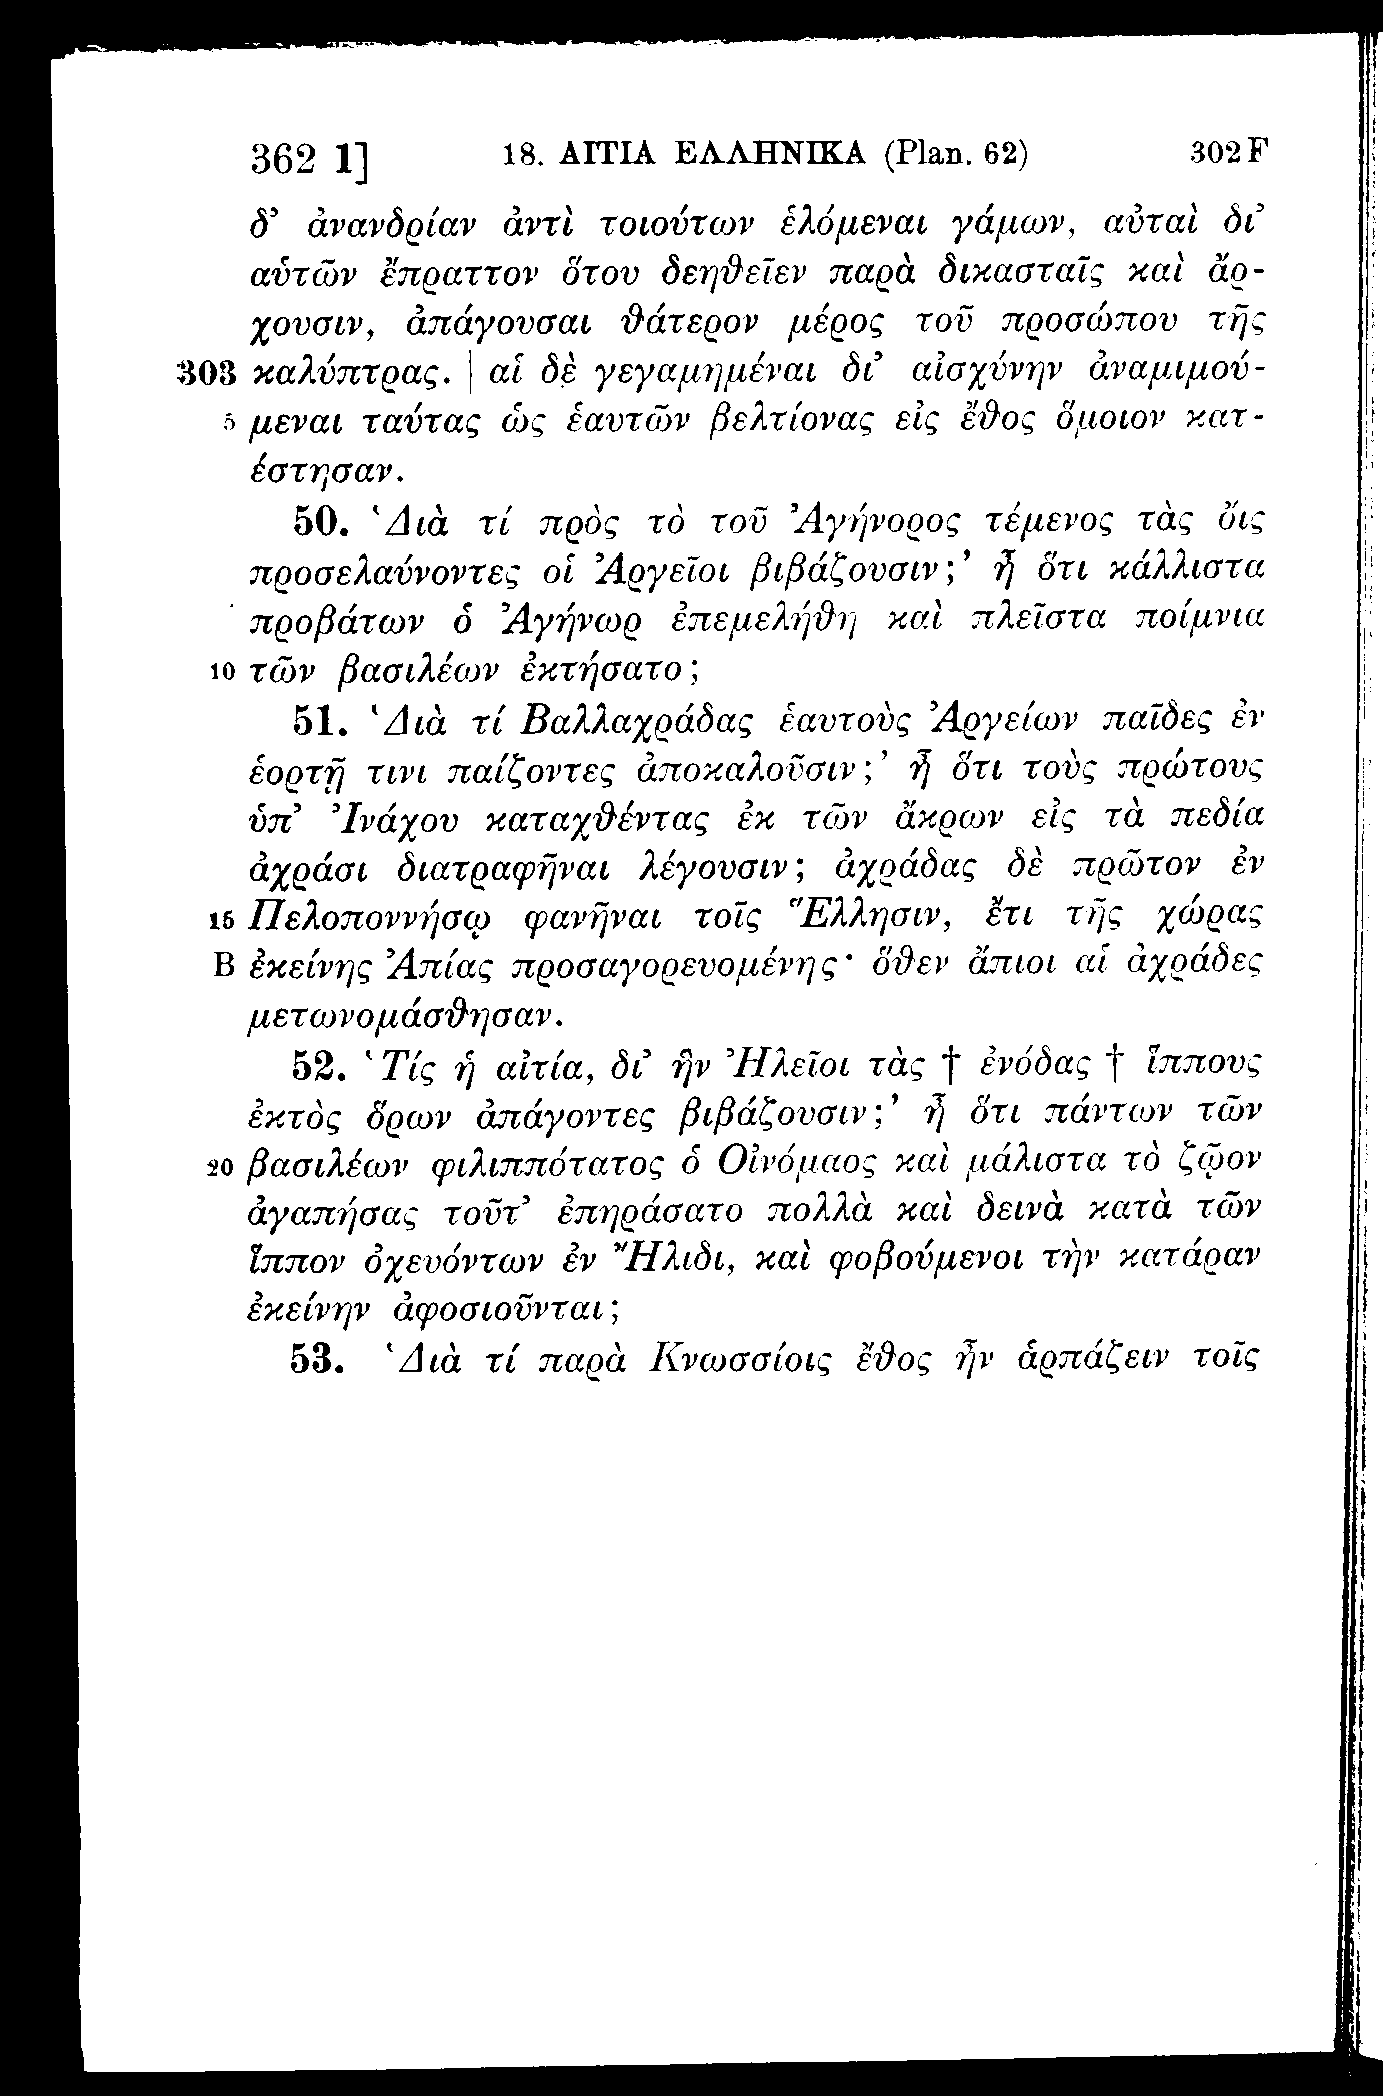 362 1] 18. ΑΙΤΙΑ ΕΛΛΗΝΙΚΑ (Plan. 62) 302 F
δ’ ἀνανδρίαν ἀντὶ τοιούτων ἑλόμεναι γάμων, αὐταὶ δι’
αὑτῶν ἔπραττον ὅτου δεηθεῖεν παρὰ δικασταῖς καὶ ἄρ-
χουσιν, ἀπάγουσαι θάτερον μέρος τοῦ προσώπου τῆς
303 καλύπτρας. | αἱ δὲ γεγαμημέναι δι’ αἰσχύνην ἀναμιμού-
5 μεναι ταύτας ὡς ἑαυτῶν βελτίονας εἰς ἔθος ὅμοιον κατ-
έστησαν.
50. ‘Διὰ τί πρὸς τὸ τοῦ Ἀγήνορος τέμενος τὰς ὄις
προσελαύνοντες οἱ Ἀργεῖοι βιβάζουσιν;’ ἦ ὅτι κάλλιστα
προβάτων ὁ Ἀγήνωρ ἐπεμελήθη καὶ πλεῖστα ποίμνια
10 τῶν βασιλέων ἐκτήσατο;
51. ‘Διὰ τί Βαλλαχράδας ἑαυτοὺς Ἀργείων παῖδες ἐν
ἑορτῇ τινι παίζοντες ἀποκαλοῦσιν;’ ἦ ὅτι τοὺς πρώτους
ὑπ’ Ἰνάχου καταχθέντας ἐκ τῶν ἄκρων εἰς τὰ πεδία
ἀχράσι διατραφῆναι λέγουσιν; ἀχράδας δὲ πρῶτον ἐν
15 Πελοποννήσῳ φανῆναι τοῖς Ἕλλησιν, ἔτι τῆς χώρας
B ἐκείνης Ἀπίας προσαγορευομένης· ὅθεν ἄπιοι αἱ ἀχράδες
μετωνομάσθησαν.
52. ‘Τίς ἡ αἰτία, δι’ ἣν Ἠλεῖοι τὰς † ἐνόδας † ἵππους
ἐκτὸς ὅρων ἀπάγοντες βιβάζουσιν;’ ἦ ὅτι πάντων τῶν
20 βασιλέων φιλιππότατος ὁ Οἰνόμαος καὶ μάλιστα τὸ ζῷον
ἀγαπήσας τοῦτ’ ἐπηράσατο πολλὰ καὶ δεινὰ κατὰ τῶν
ἵππον ὀχευόντων ἐν Ἤλιδι, καὶ φοβούμενοι τὴν κατάραν
ἐκείνην ἀφοσιοῦνται;
53. ‘Διὰ τί παρὰ Κνωσσίοις ἔθος ἦν ἁρπάζειν τοῖς